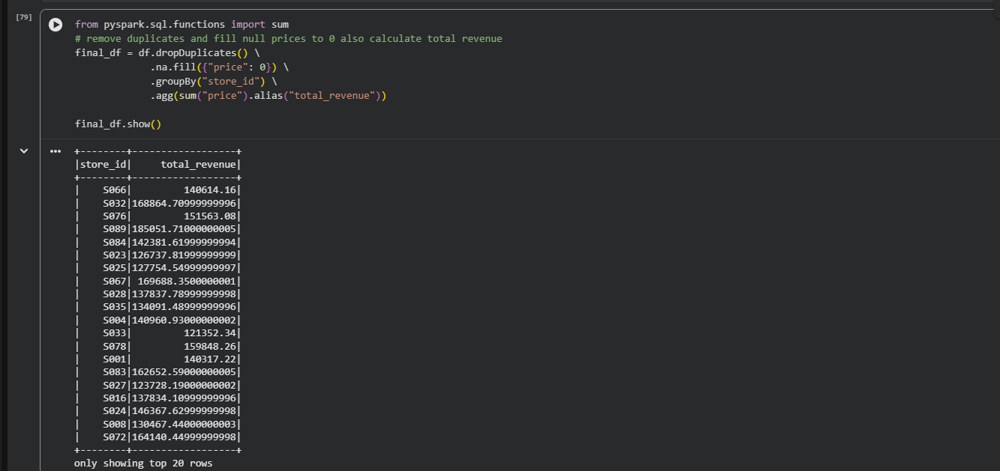 [79]
from pyspark.sql.functions import sum
# remove duplicates and fill null prices to 0 also calculate total revenue
final_df = df.dropDuplicates() \
             .na.fill({"price": 0}) \
             .groupBy("store_id") \
             .agg(sum("price").alias("total_revenue"))
final_df.show()
+--------+------------------+
|store_id|     total_revenue|
+--------+------------------+
|    S066|         140614.16|
|    S032|168864.70999999996|
|    S076|         151563.08|
|    S089|185051.71000000005|
|    S084|142381.61999999994|
|    S023|126737.81999999999|
|    S025|127754.54999999997|
|    S067| 169688.3500000001|
|    S028|137837.78999999998|
|    S035|134091.48999999996|
|    S004|140960.93000000002|
|    S033|         121352.34|
|    S078|         159848.26|
|    S001|         140317.22|
|    S083|162652.59000000005|
|    S027|123728.19000000002|
|    S016|137834.10999999996|
|    S024|146367.62999999998|
|    S008|130467.44000000003|
|    S072|164140.44999999998|
+--------+------------------+
only showing top 20 rows